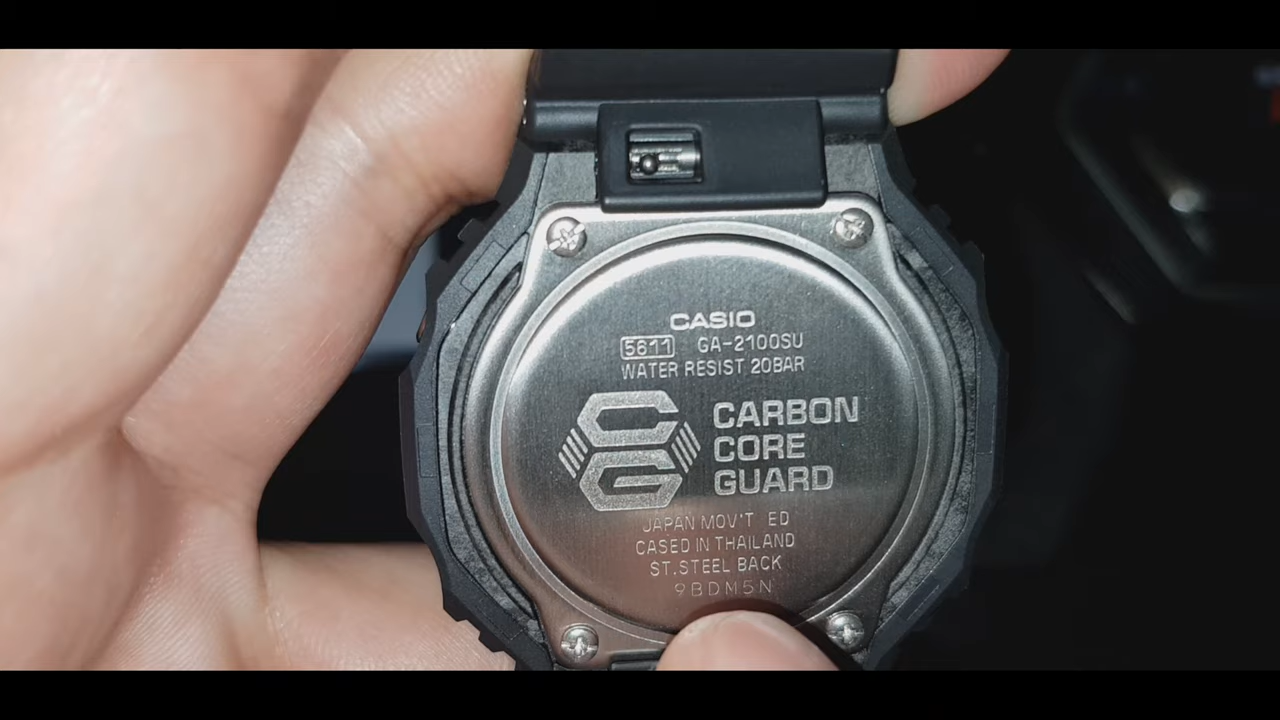 CASIO
5611 GA-2100SU
WATER RESIST 20BAR
CG
CARBON
CORE
GUARD
JAPAN MOV'T ED
CASED IN THAILAND
ST.STEEL BACK
9BDM5N